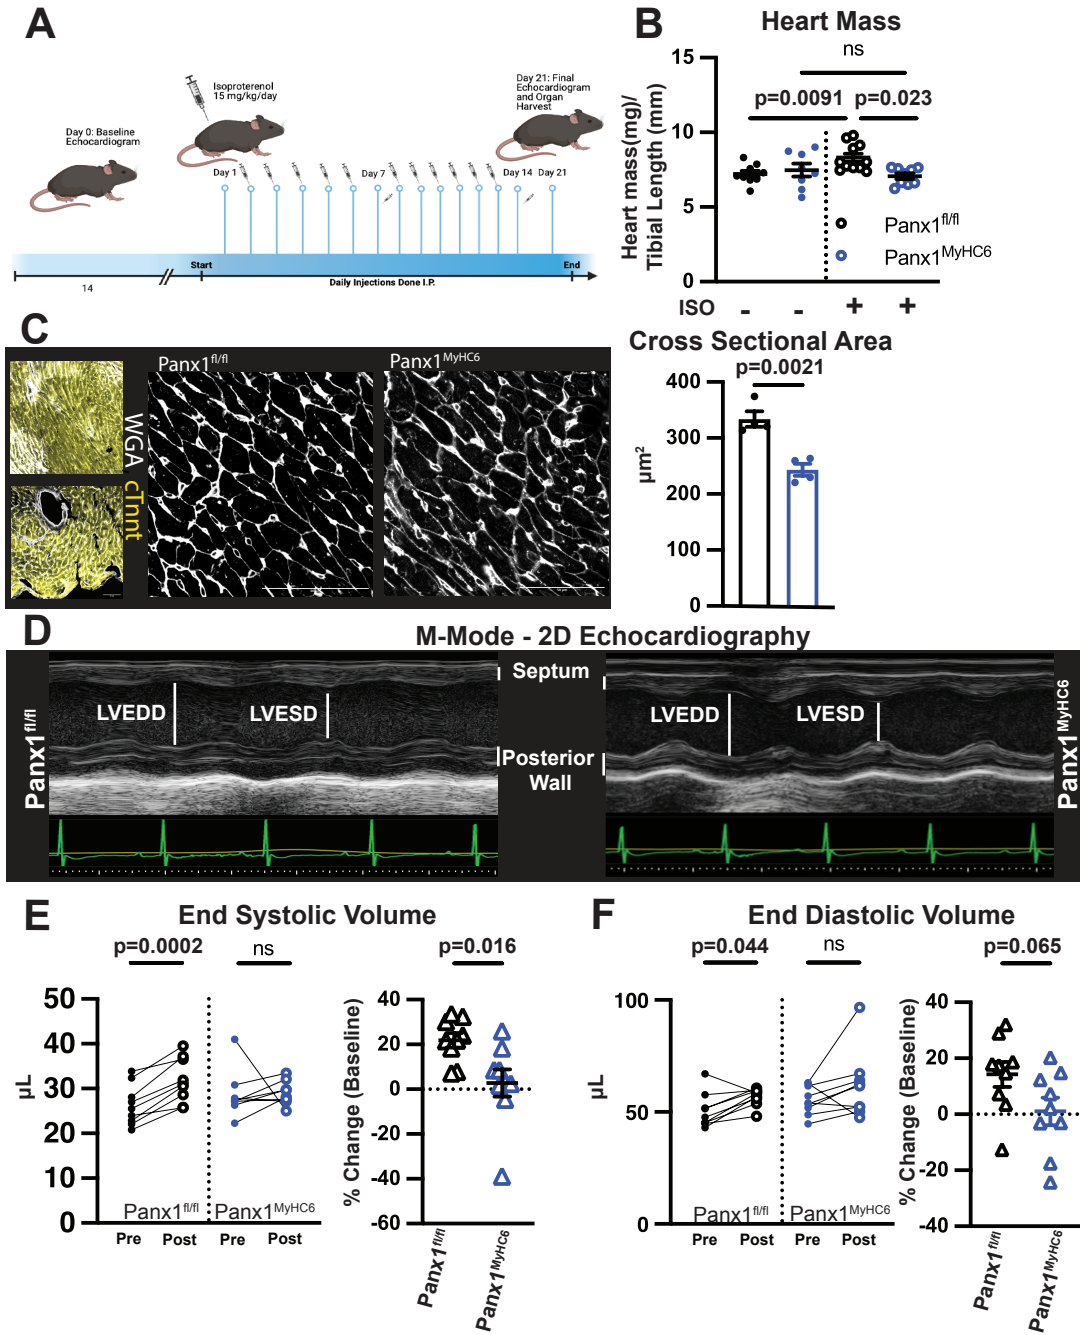 A
Day 0: Baseline
Echocardiogram
Isoproterenol
15 mg/kg/day
Day 21: Final
Echocardiogram
and Organ
Harvest
Day 1
Day 7
Day 14
Day 21
Start
End
14
Daily Injections Done I.P.
B
Heart Mass
ns
p=0.0091
p=0.023
Heart mass(mg)/
Tibial Length (mm)
15
10
5
0
Panx1fl/fl
Panx1MyHC6
ISO
- - + +
C
WGA cTnnt
Panx1fl/fl
Panx1MyHC6
Cross Sectional Area
p=0.0021
µm²
400
300
200
100
0
D
M-Mode - 2D Echocardiography
Panx1fl/fl
LVEDD
LVESD
Septum
Posterior
Wall
LVEDD
LVESD
Panx1MyHC6
E
End Systolic Volume
p=0.0002
ns
p=0.016
µL
50
40
30
20
10
0
Panx1fl/fl
Panx1MyHC6
Pre
Post
Pre
Post
% Change (Baseline)
40
20
0
-20
-40
-60
Panx1fl/fl
Panx1MyHC6
F
End Diastolic Volume
p=0.044
ns
p=0.065
µL
100
50
0
Panx1fl/fl
Panx1MyHC6
Pre
Post
Pre
Post
% Change (Baseline)
40
20
0
-20
-40
Panx1fl/fl
Panx1MyHC6